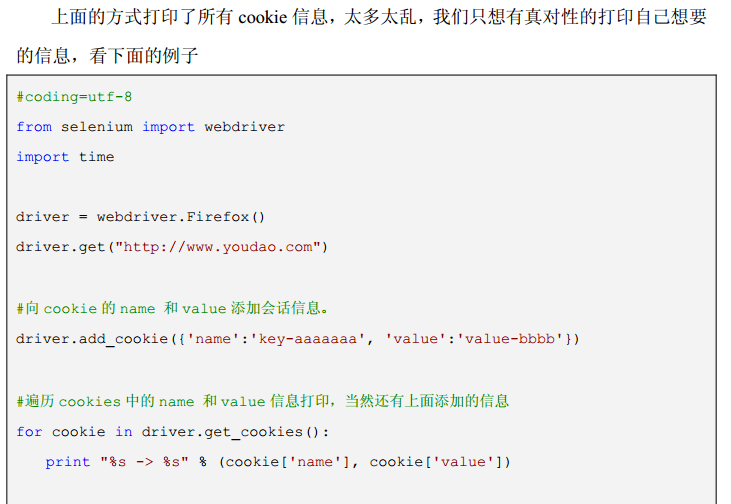 上面的方式打印了所有 cookie 信息，太多太乱，我们只想有真对性的打印自己想要
的信息，看下面的例子
#coding=utf-8
from selenium import webdriver
import time
driver = webdriver.Firefox()
driver.get("http://www.youdao.com")
#向 cookie 的 name 和 value 添加会话信息。
driver.add_cookie({'name':'key-aaaaaaa', 'value':'value-bbbb'})
#遍历 cookies 中的 name 和 value 信息打印，当然还有上面添加的信息
for cookie in driver.get_cookies():
    print "%s -> %s" % (cookie['name'], cookie['value'])